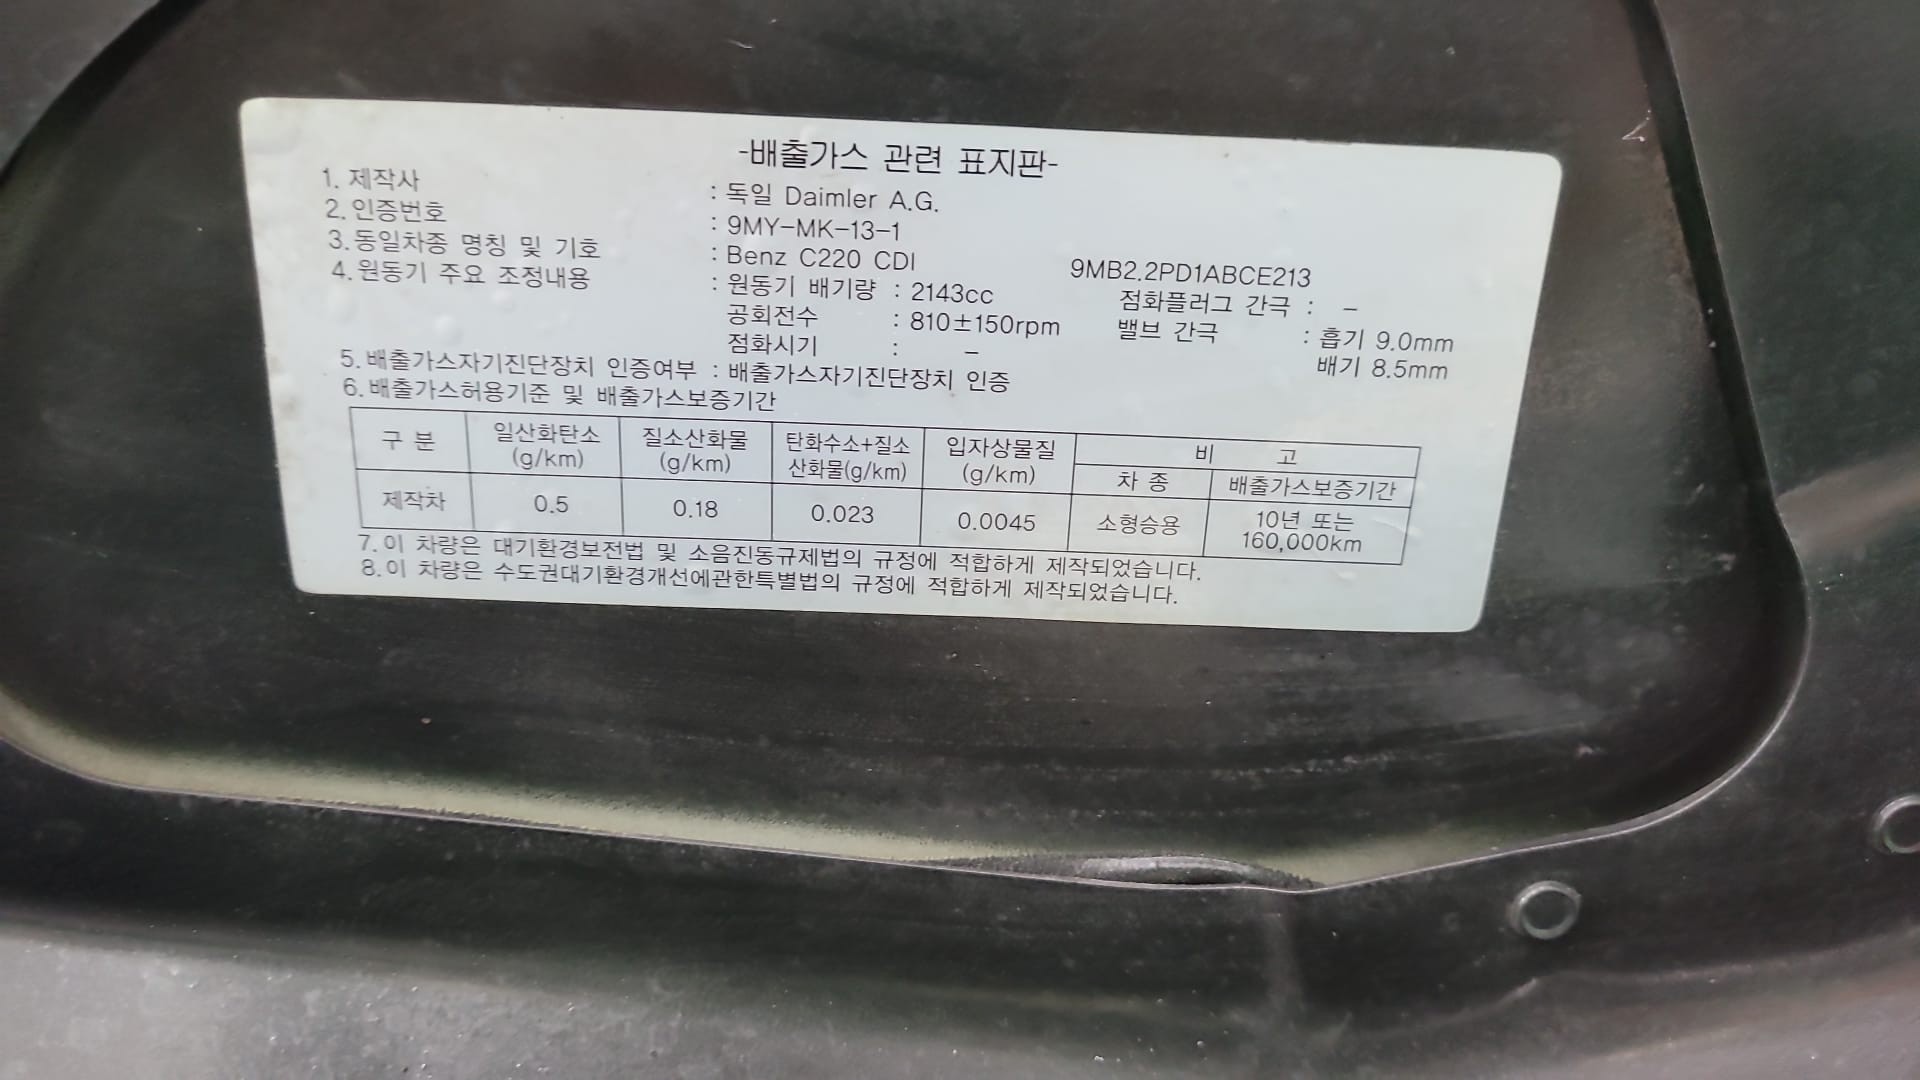 -배출가스 관련 표지판-
1. 제작사 : 독일 Daimler A.G.
2. 인증번호 : 9MY-MK-13-1
3. 동일차종 명칭 및 기호 : Benz C220 CDI 9MB2.2PD1ABCE213
4. 원동기 주요 조정내용 : 원동기 배기량 : 2143cc 점화플러그 간극 : -
공회전수 : 810±150rpm 밸브 간극 : 흡기 9.0mm
점화시기 : - 배기 8.5mm
5. 배출가스자기진단장치 인증여부 : 배출가스자기진단장치 인증
6. 배출가스허용기준 및 배출가스보증기간
구 분 일산화탄소 (g/km) 질소산화물 (g/km) 탄화수소+질소산화물(g/km) 입자상물질 (g/km) 비 고
차 종 배출가스보증기간
제작차 0.5 0.18 0.023 0.0045 소형승용 10년 또는 160,000km
7. 이 차량은 대기환경보전법 및 소음진동규제법의 규정에 적합하게 제작되었습니다.
8. 이 차량은 수도권대기환경개선에관한특별법의 규정에 적합하게 제작되었습니다.